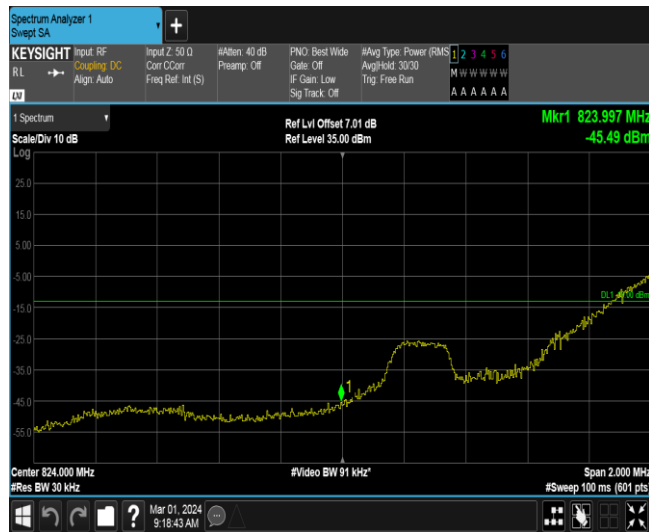 Spectrum Analyzer 1
Swept SA
+
KEYSIGHT
RL
LXI
Input: RF
Coupling: DC
Align: Auto
Input Z: 50 Ω
Corr CCorr
Freq Ref: Int (S)
#Atten: 40 dB
Preamp: Off
PNO: Best Wide
Gate: Off
IF Gain: Low
Sig Track: Off
#Avg Type: Power (RMS
Avg|Hold: 30/30
Trig: Free Run
1 2 3 4 5 6
M W W W W W
A A A A A A
1 Spectrum
Scale/Div 10 dB
Ref Lvl Offset 7.01 dB
Ref Level 35.00 dBm
Mkr1 823.997 MHz
-45.49 dBm
Log
25.0
15.0
5.00
-5.00
DL1 -13.00 dBm
-15.0
-25.0
-35.0
1
-45.0
-55.0
Center 824.000 MHz
#Video BW 91 kHz*
Span 2.000 MHz
#Res BW 30 kHz
#Sweep 100 ms (601 pts)
?
Mar 01, 2024
9:18:43 AM